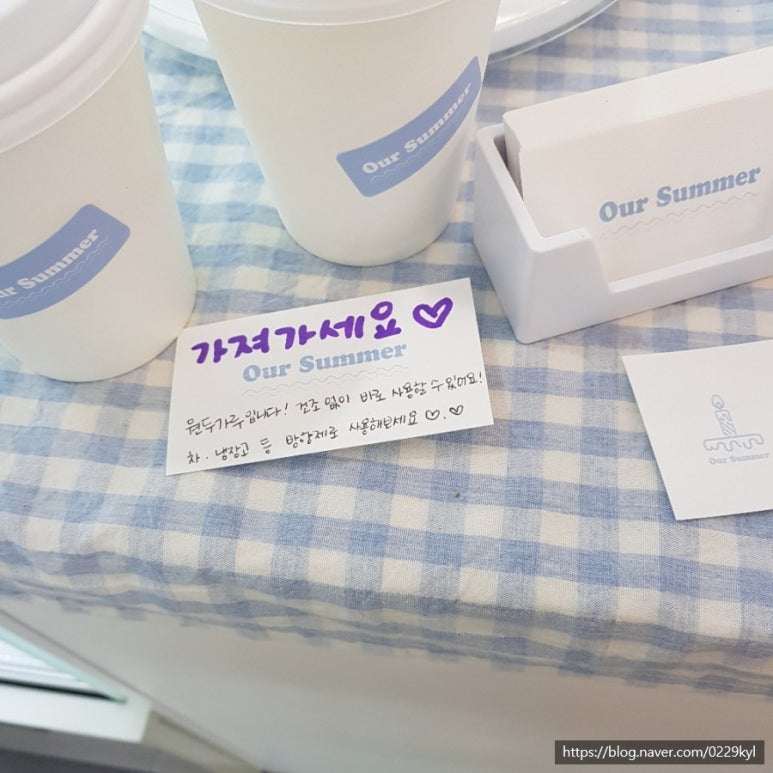 Our Summer
ur Summer
Our Summer
가져가세요 ♡
Our Summer
원두가루입니다! 건조 없이 바로 사용할 수 있어요!
차·냉장고 등 방향제로 사용해보세요 ♡.♡
Our Summer
https://blog.naver.com/0229kyl